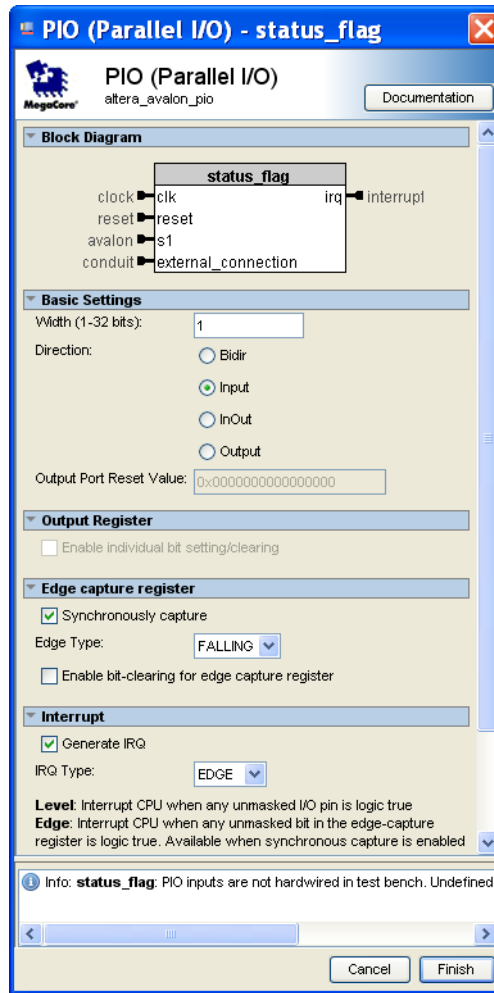 PIO (Parallel I/O) - status_flag
PIO (Parallel I/O)
altera_avalon_pio
MegaCore®
Documentation
Block Diagram
status_flag
clock clk irq interrupt
reset reset
avalon s1
conduit external_connection
Basic Settings
Width (1-32 bits): 1
Direction:
Bidir
Input
InOut
Output
Output Port Reset Value: 0x0000000000000000
Output Register
Enable individual bit setting/clearing
Edge capture register
Synchronously capture
Edge Type: FALLING
Enable bit-clearing for edge capture register
Interrupt
Generate IRQ
IRQ Type: EDGE
Level: Interrupt CPU when any unmasked I/O pin is logic true
Edge: Interrupt CPU when any unmasked bit in the edge-capture
register is logic true. Available when synchronous capture is enabled
Info: status_flag: PIO inputs are not hardwired in test bench. Undefined
Cancel Finish